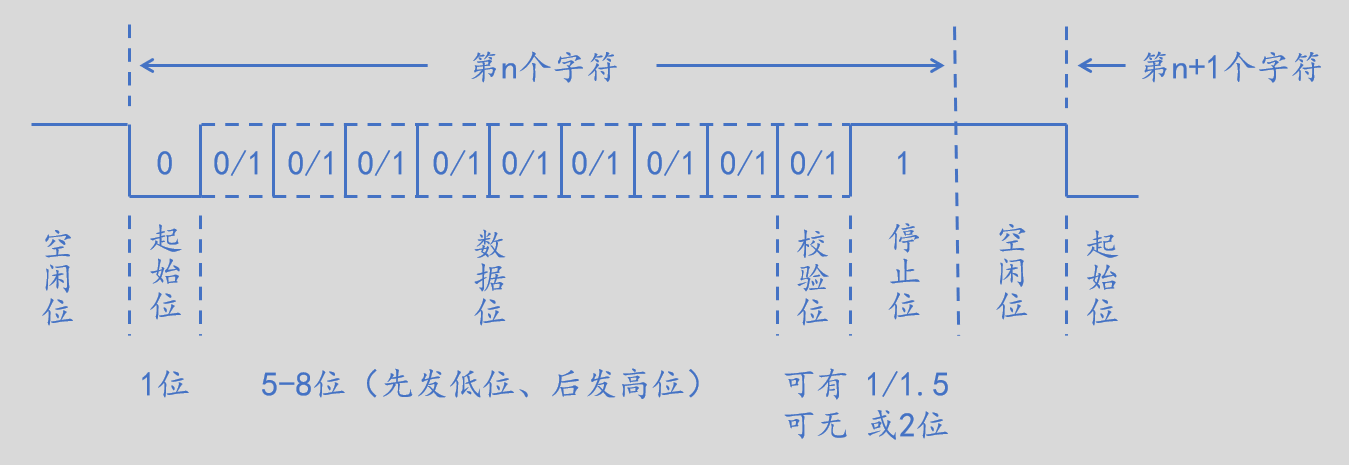 第n个字符
第n+1个字符
0 0/1 0/1 0/1 0/1 0/1 0/1 0/1 0/1 0/1 1
空闲位
起始位
数据位
校验位
停止位
空闲位
起始位
1位
5-8位（先发低位、后发高位）
可有
可无
1/1.5
或2位